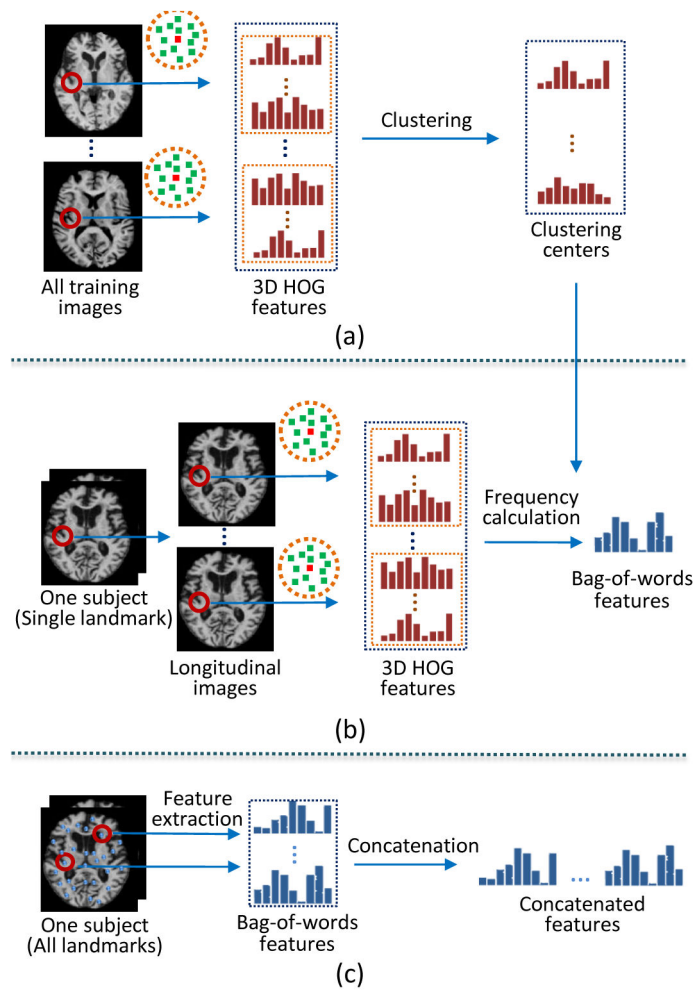 Clustering
All training
images
3D HOG
features
Clustering
centers
(a)
One subject
(Single landmark)
Longitudinal
images
3D HOG
features
Frequency
calculation
Bag-of-words
features
(b)
Feature
extraction
Concatenation
One subject
(All landmarks)
Bag-of-words
features
Concatenated
features
(c)